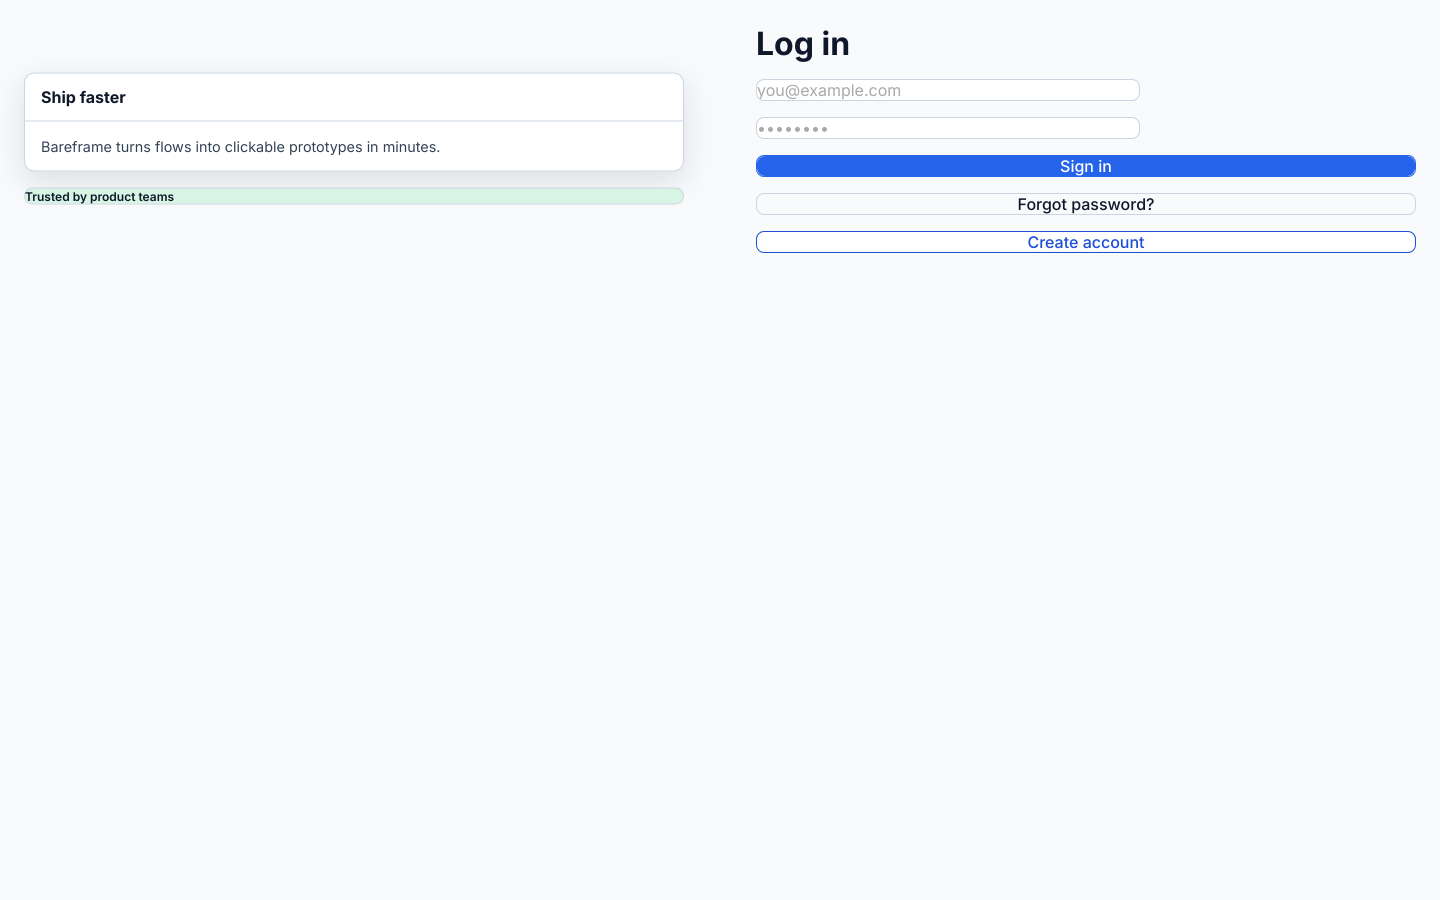 Ship faster
Bareframe turns flows into clickable prototypes in minutes.
Trusted by product teams
Log in
you@example.com
••••••••
Sign in
Forgot password?
Create account